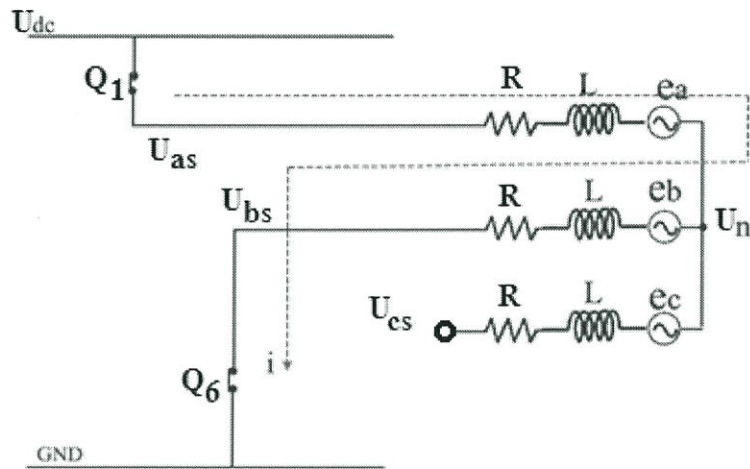 Udc
Q1
R L ea
Uas
Ubs
R L eb
Un
Ucs
R L ec
i
Q6
GND